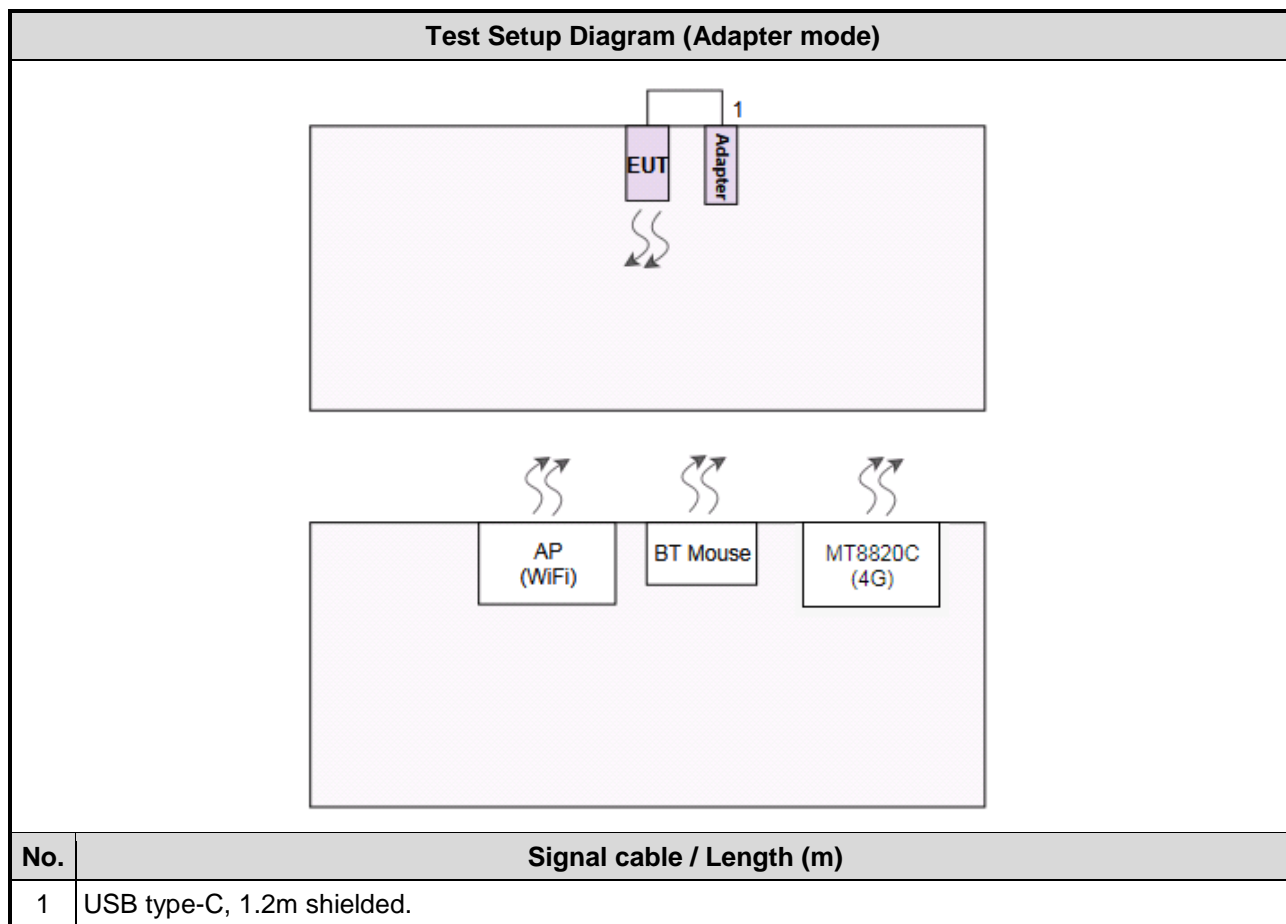 Test Setup Diagram (Adapter mode)
1
EUT
Adapter
AP
(WiFi)
BT Mouse
MT8820C
(4G)
No. Signal cable / Length (m)
1 USB type-C, 1.2m shielded.